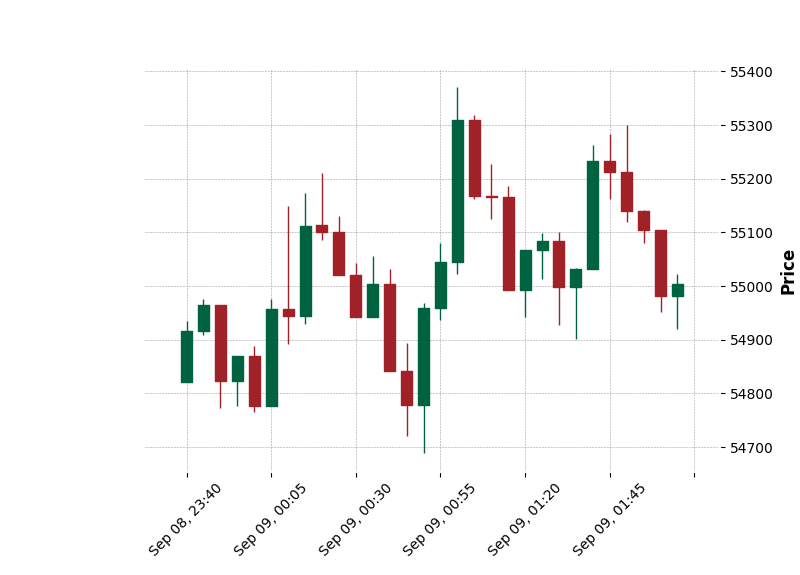 55400
55300
55200
55100
55000
54900
54800
54700
Price
Sep 08, 23:40
Sep 09, 00:05
Sep 09, 00:30
Sep 09, 00:55
Sep 09, 01:20
Sep 09, 01:45